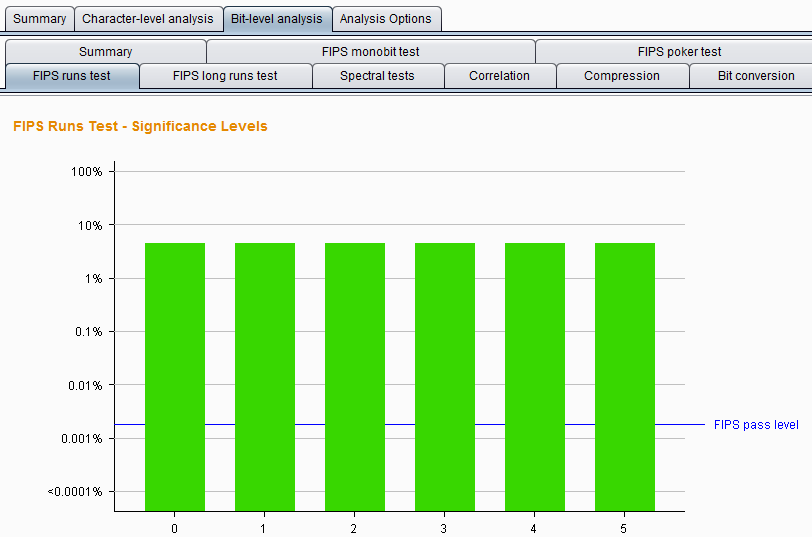 Summary Character-level analysis Bit-level analysis Analysis Options
Summary FIPS monobit test FIPS poker test
FIPS runs test FIPS long runs test Spectral tests Correlation Compression Bit conversion
FIPS Runs Test - Significance Levels
100%
10%
1%
0.1%
0.01%
FIPS pass level
0.001%
<0.0001%
0 1 2 3 4 5